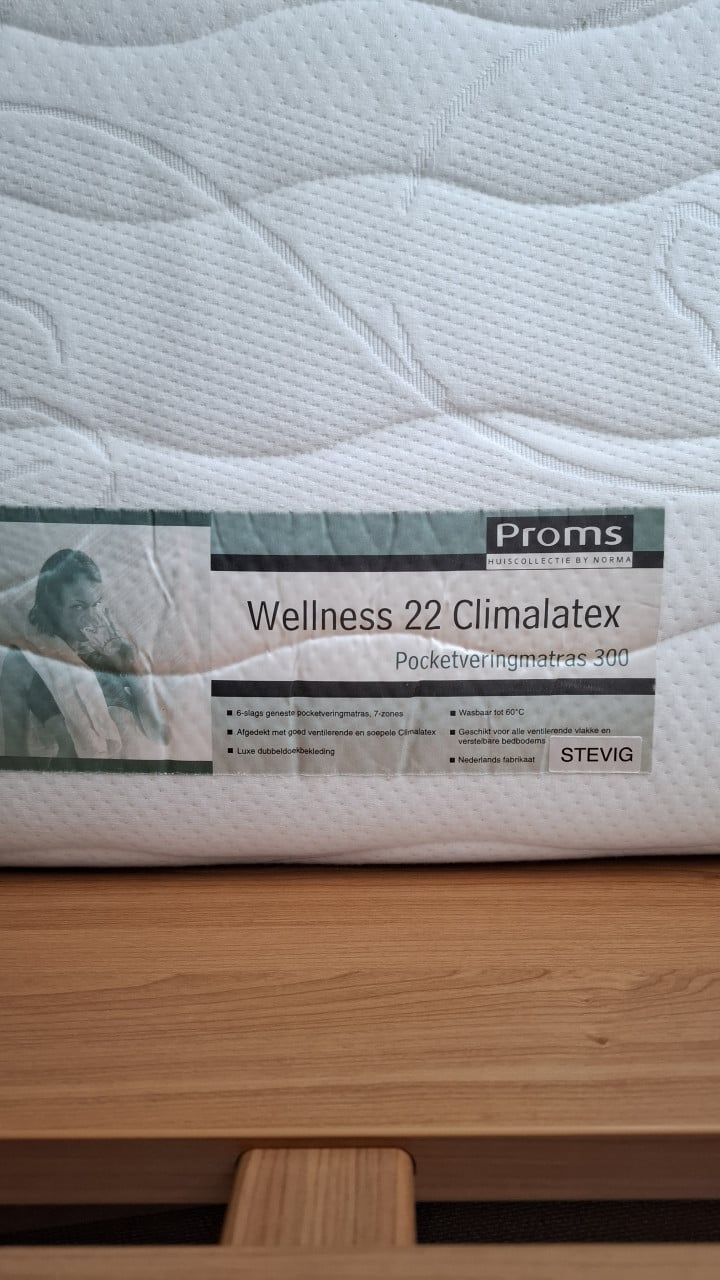 Proms
HUISCOLLECTIE BY NORMA
Wellness 22 Climalatex
Pocketveringmatras 300
■ 6-slags geneste pocketveringmatras, 7-zones
■ Afgedekt met goed ventilerende en soepele Climalatex
■ Luxe dubbeldoekbekleding
■ Wasbaar tot 60°C
■ Geschikt voor alle ventilerende vlakke en
verstelbare bedbodems
■ Nederlands fabrikaat
STEVIG